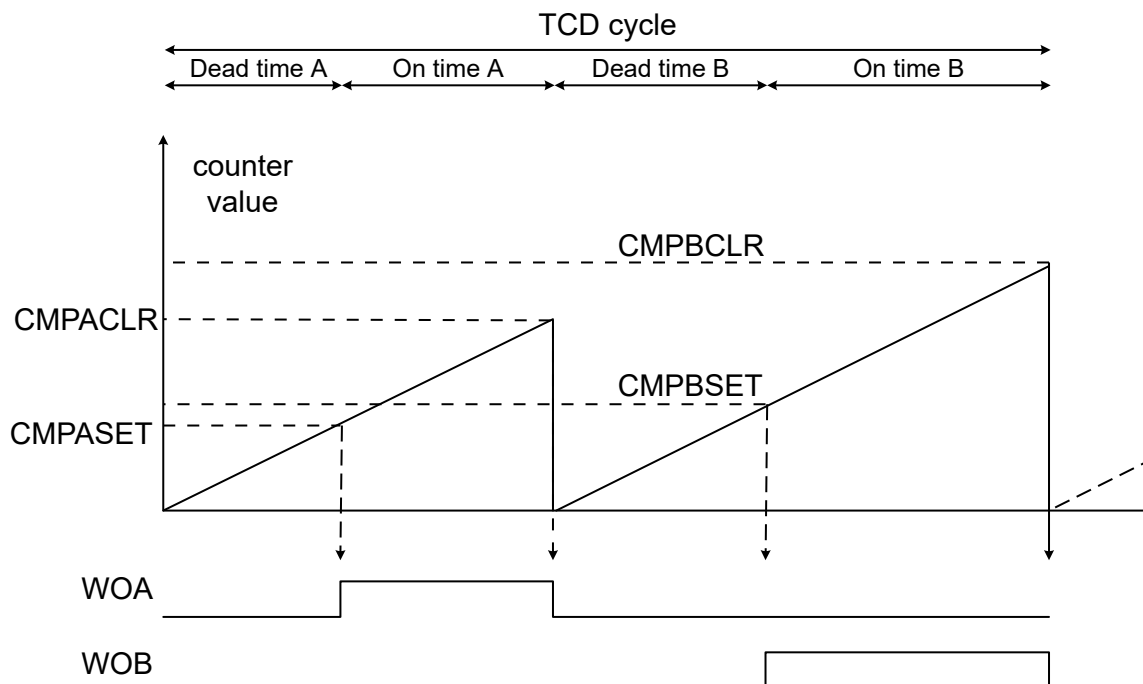 TCD cycle
Dead time A
On time A
Dead time B
On time B
counter
value
CMPBCLR
CMPACLR
CMPBSET
CMPASET
WOA
WOB